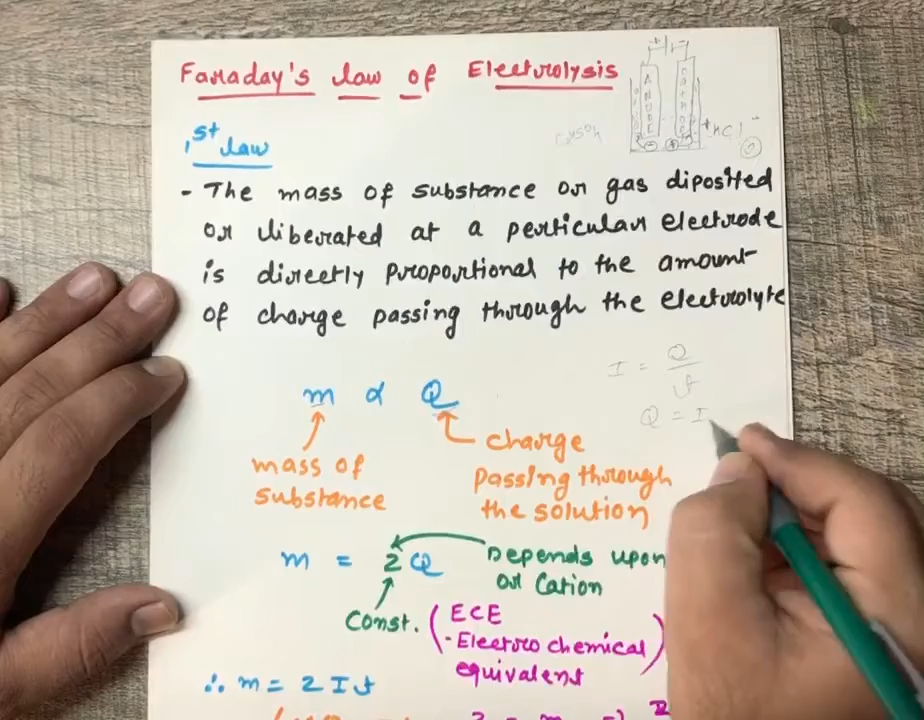 Faraday's law of Electrolysis
1st law
- The mass of substance or gas diposited
or liberated at a perticular electrode
is directly proportional to the amount
of charge passing through the electrolyte
I = Q
t
Q = I
m ∝ Q
mass of
substance
charge
passing through
the solution
m = Z Q
Depends upon
or Cation
Const.
(ECE
- Electro chemical
equivalent)
∴ m = Z I t
ANODE
CATHODE